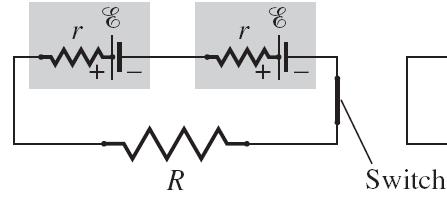 ℰ ℰ
r r
+ − + −
R Switch